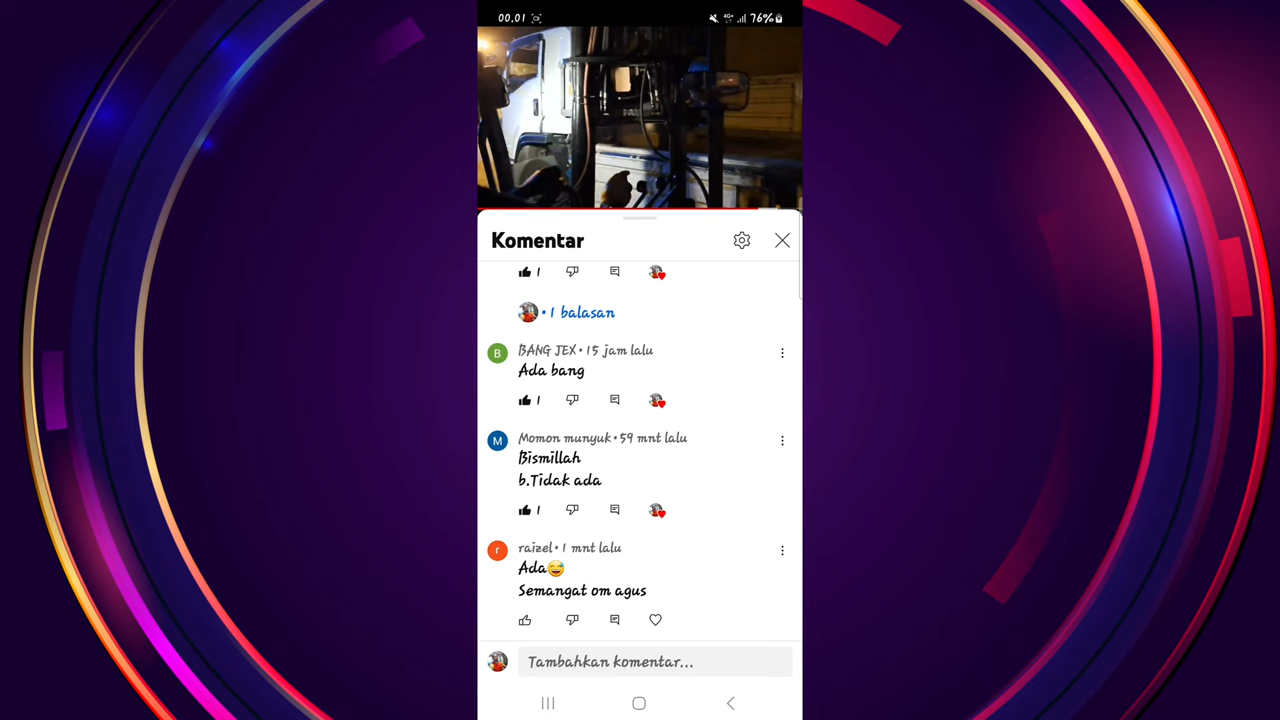 00.01 4G+ 76%
Komentar
1
• 1 balasan
B BANG JEX • 15 jam lalu
Ada bang
1
M Momon munyuk • 59 mnt lalu
Bismillah
b.Tidak ada
1
r raizel • 1 mnt lalu
Ada😅
Semangat om agus
Tambahkan komentar...